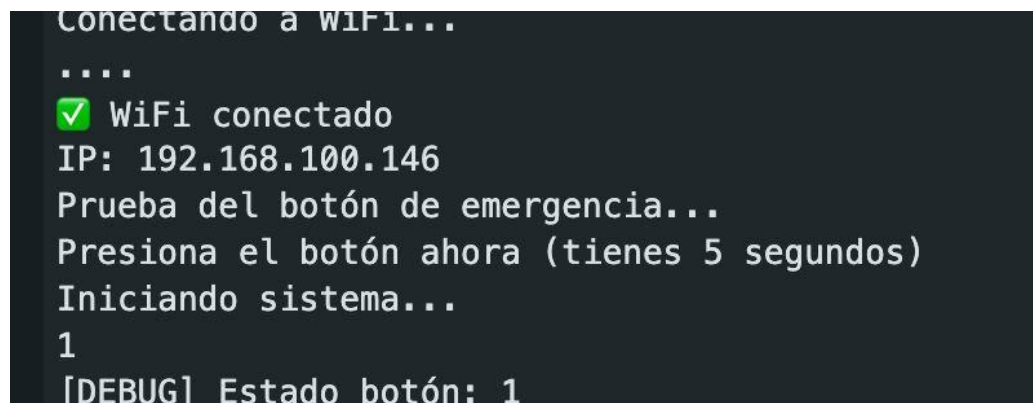 Conectando a WiFi...
....
✅ WiFi conectado
IP: 192.168.100.146
Prueba del botón de emergencia...
Presiona el botón ahora (tienes 5 segundos)
Iniciando sistema...
1
[DEBUG] Estado botón: 1